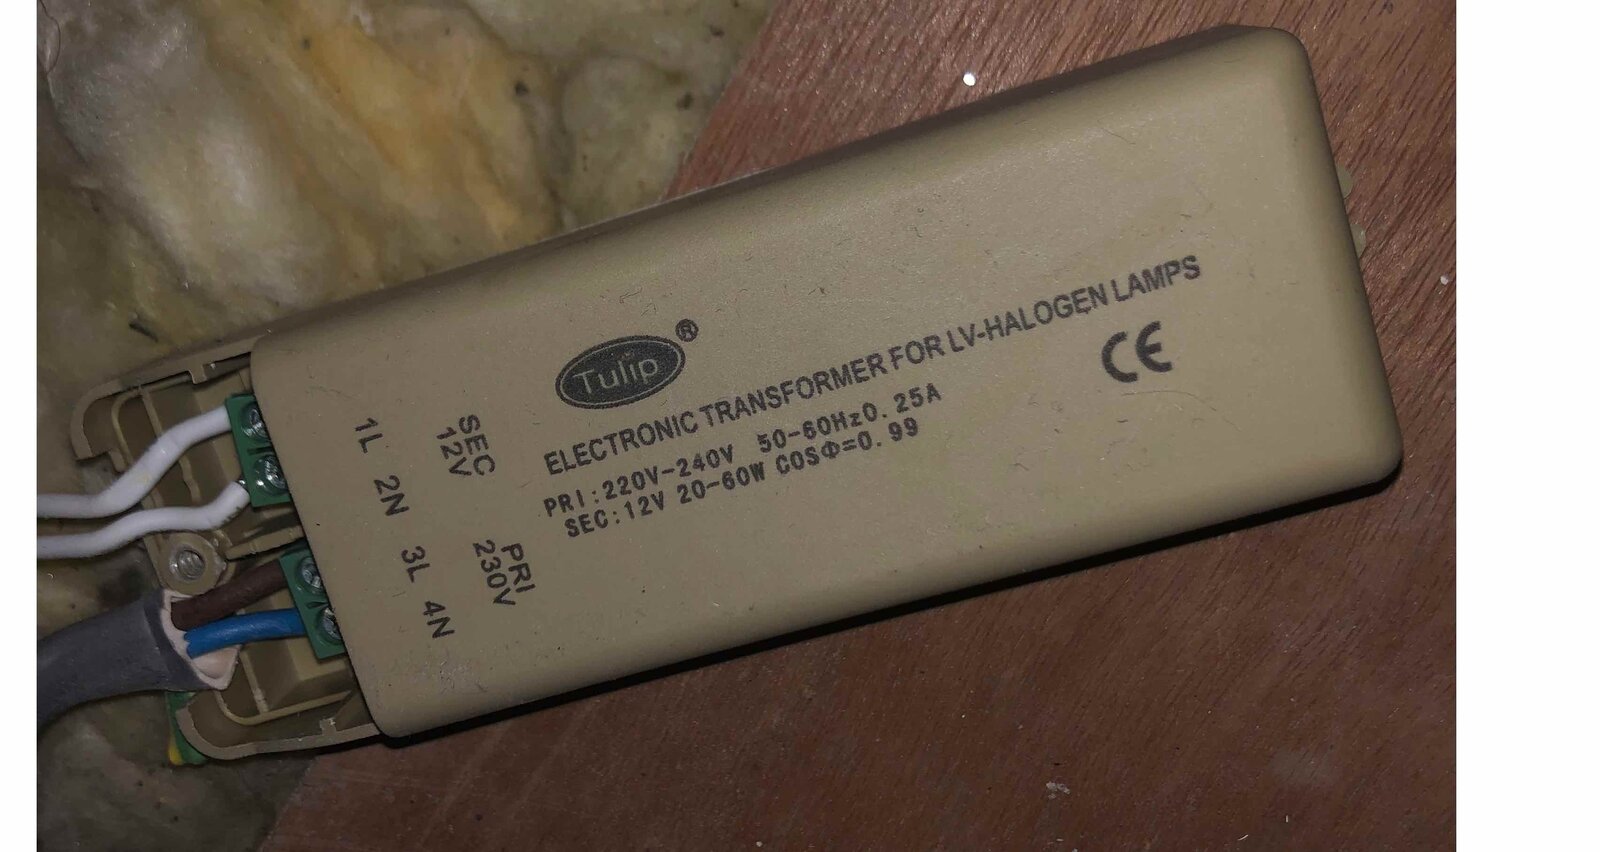 Tulip®
ELECTRONIC TRANSFORMER FOR LV-HALOGEN LAMPS
PRI:220V-240V 50-60Hz0.25A
SEC:12V 20-60W COSΦ=0.99
CE
SEC
12V
1L 2N
PRI
230V
3L 4N